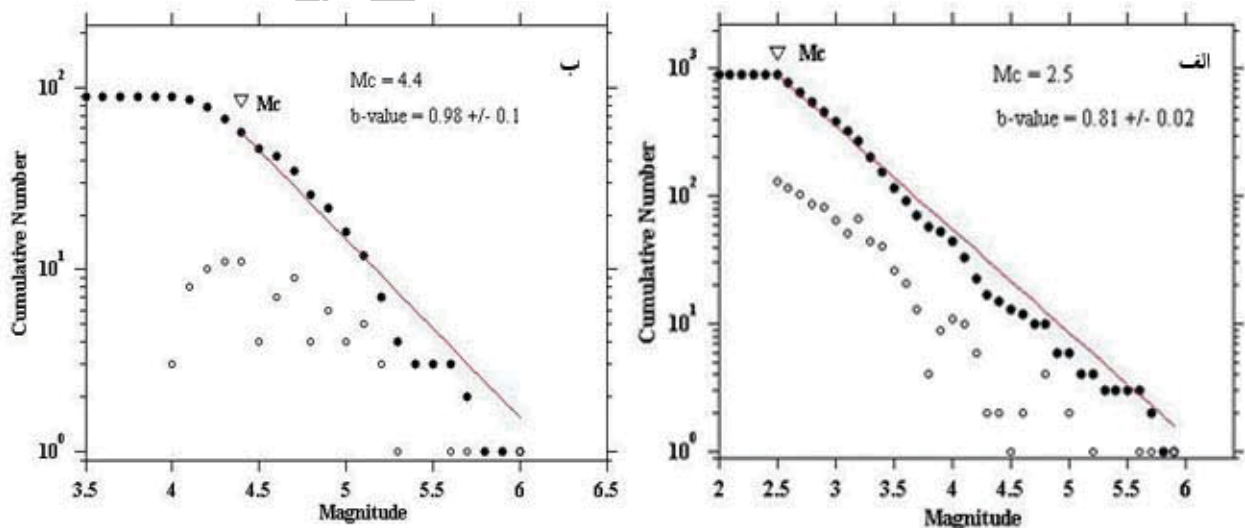 ب
Mc = 4.4
▽ Mc
b-value = 0.98 +/- 0.1
Cumulative Number
10²
10¹
10⁰
3.5 4 4.5 5 5.5 6 6.5
Magnitude
الف
▽ Mc
Mc = 2.5
b-value = 0.81 +/- 0.02
Cumulative Number
10³
10²
10¹
10⁰
2 2.5 3 3.5 4 4.5 5 5.5 6
Magnitude